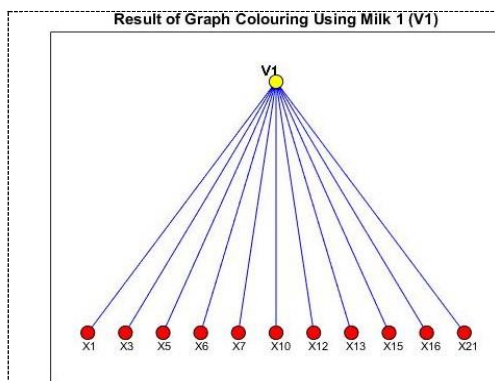 Result of Graph Colouring Using Milk 1 (V1)
V1
X1 X3 X5 X6 X7 X10 X12 X13 X15 X16 X21